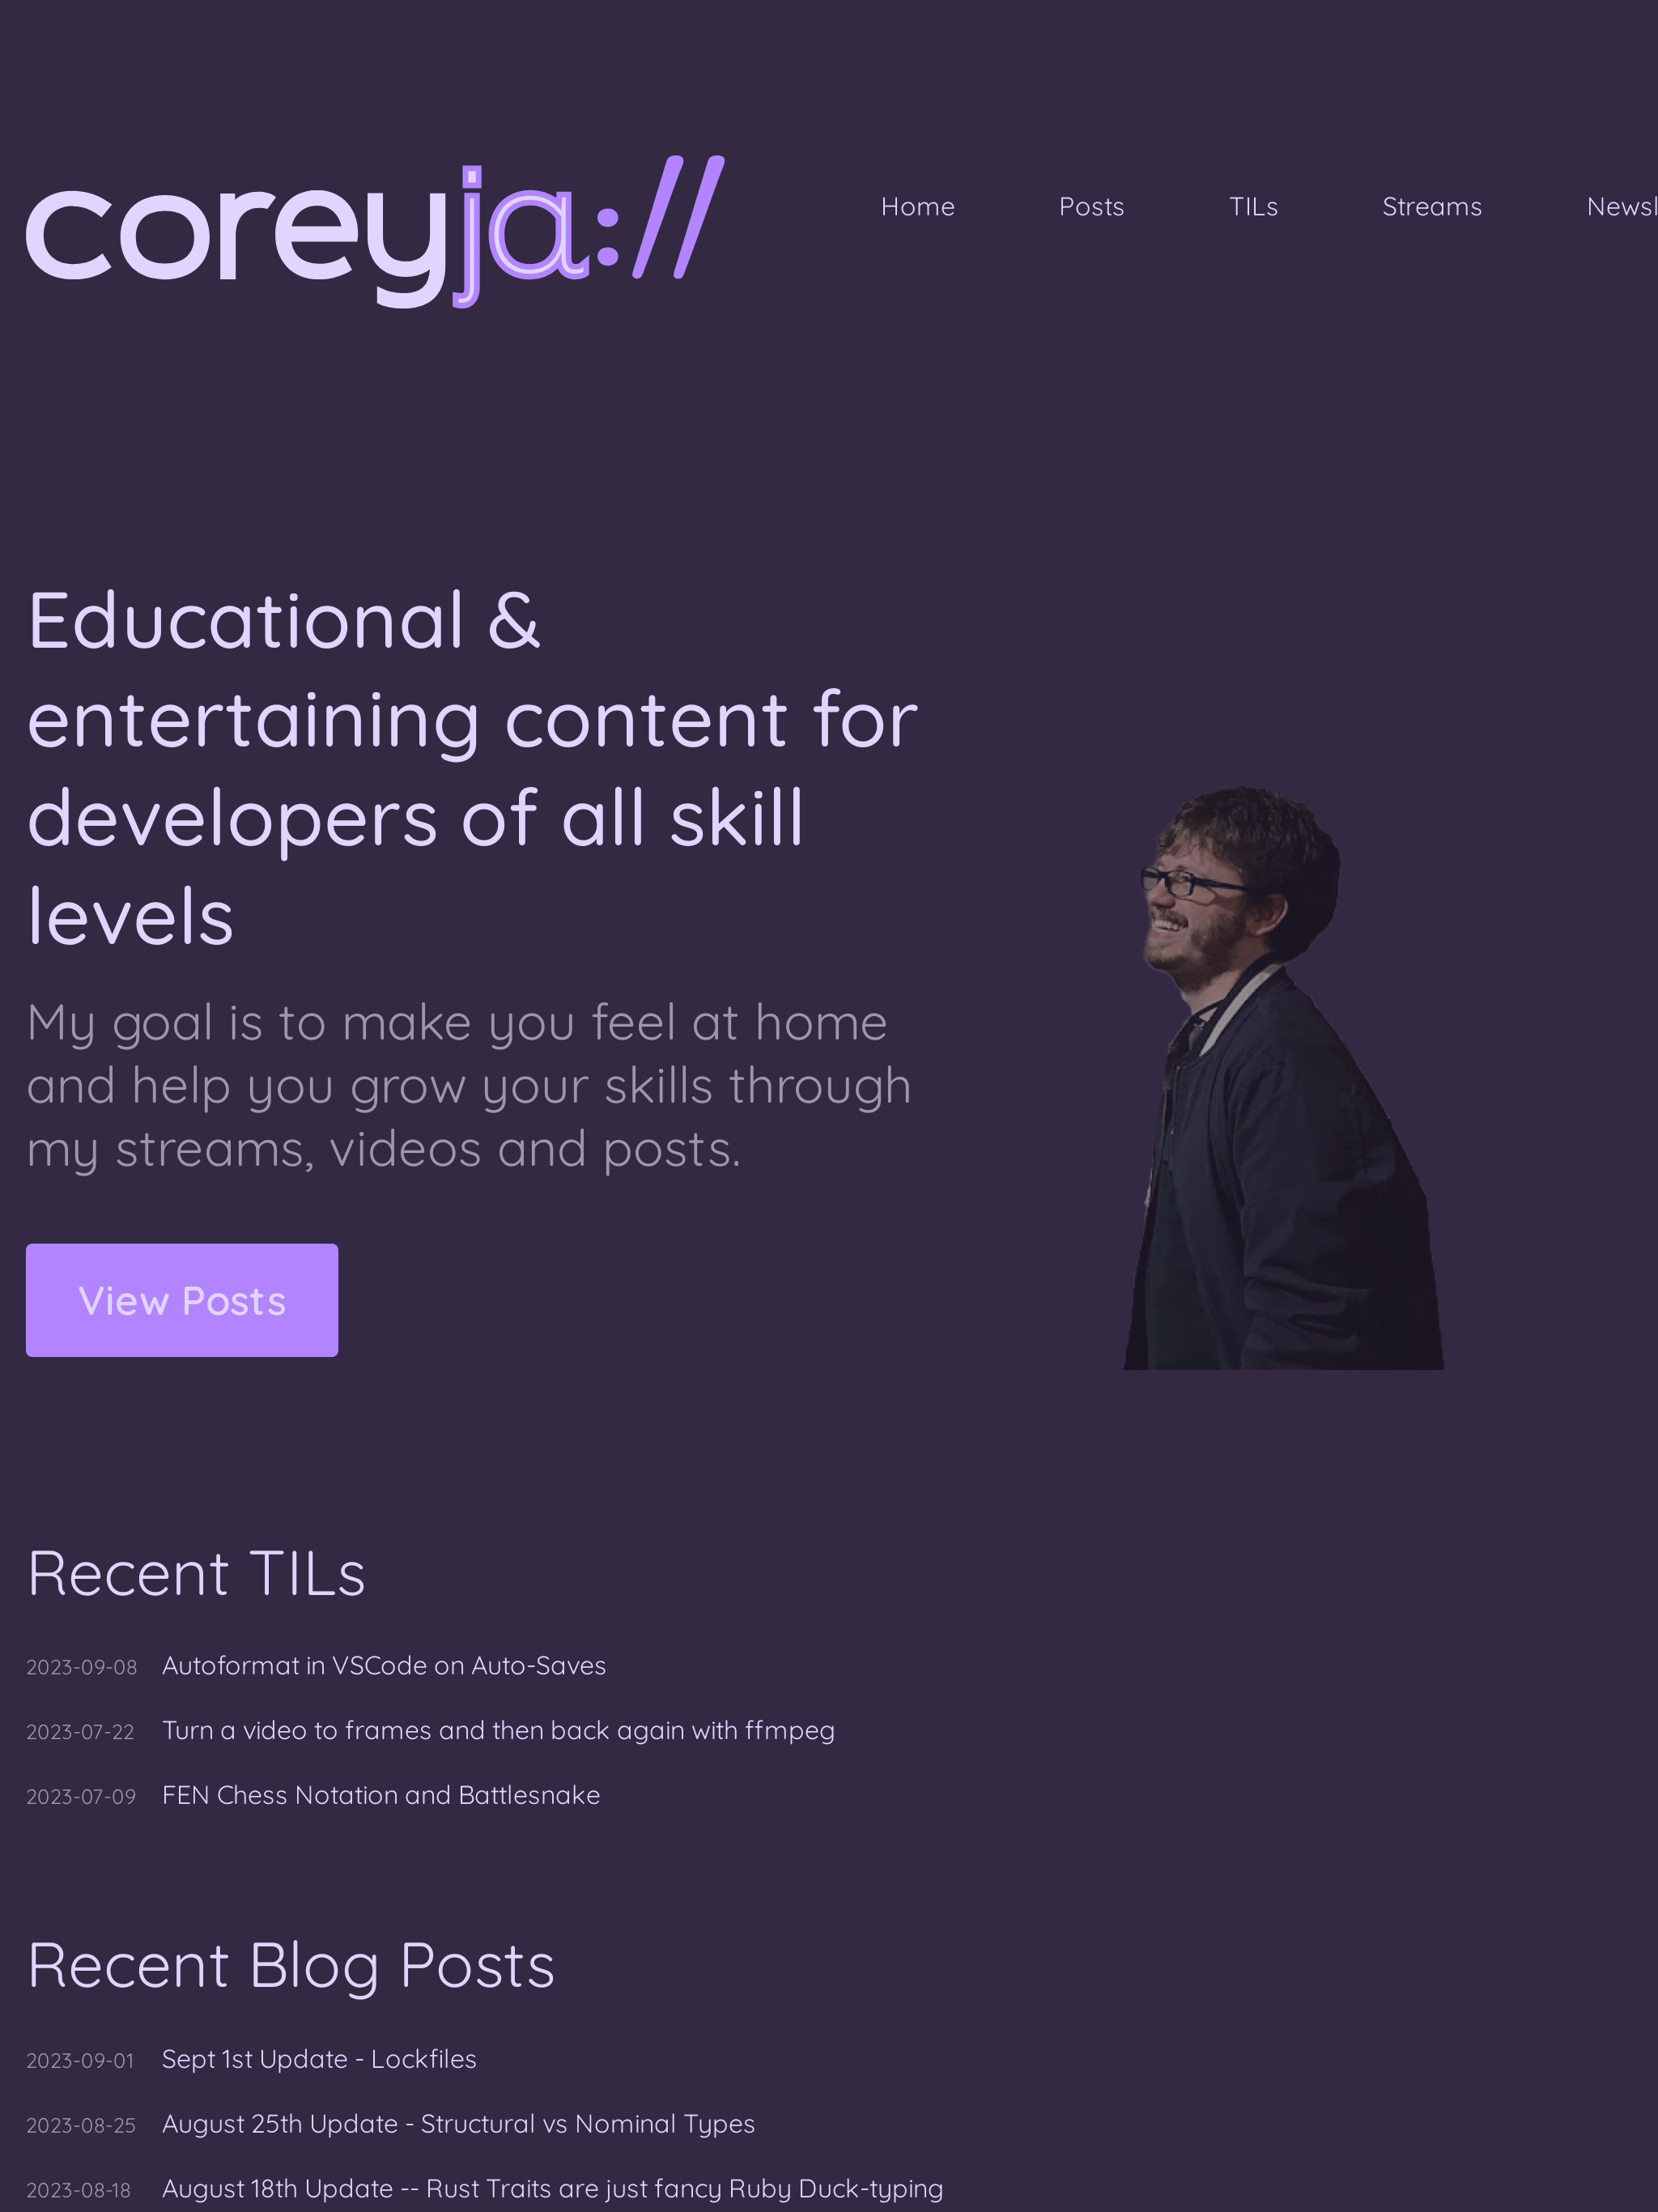 coreyja://
Home Posts TILs Streams Newsl
Educational &
entertaining content for
developers of all skill
levels
My goal is to make you feel at home
and help you grow your skills through
my streams, videos and posts.
View Posts
Recent TILs
2023-09-08 Autoformat in VSCode on Auto-Saves
2023-07-22 Turn a video to frames and then back again with ffmpeg
2023-07-09 FEN Chess Notation and Battlesnake
Recent Blog Posts
2023-09-01 Sept 1st Update - Lockfiles
2023-08-25 August 25th Update - Structural vs Nominal Types
2023-08-18 August 18th Update -- Rust Traits are just fancy Ruby Duck-typing